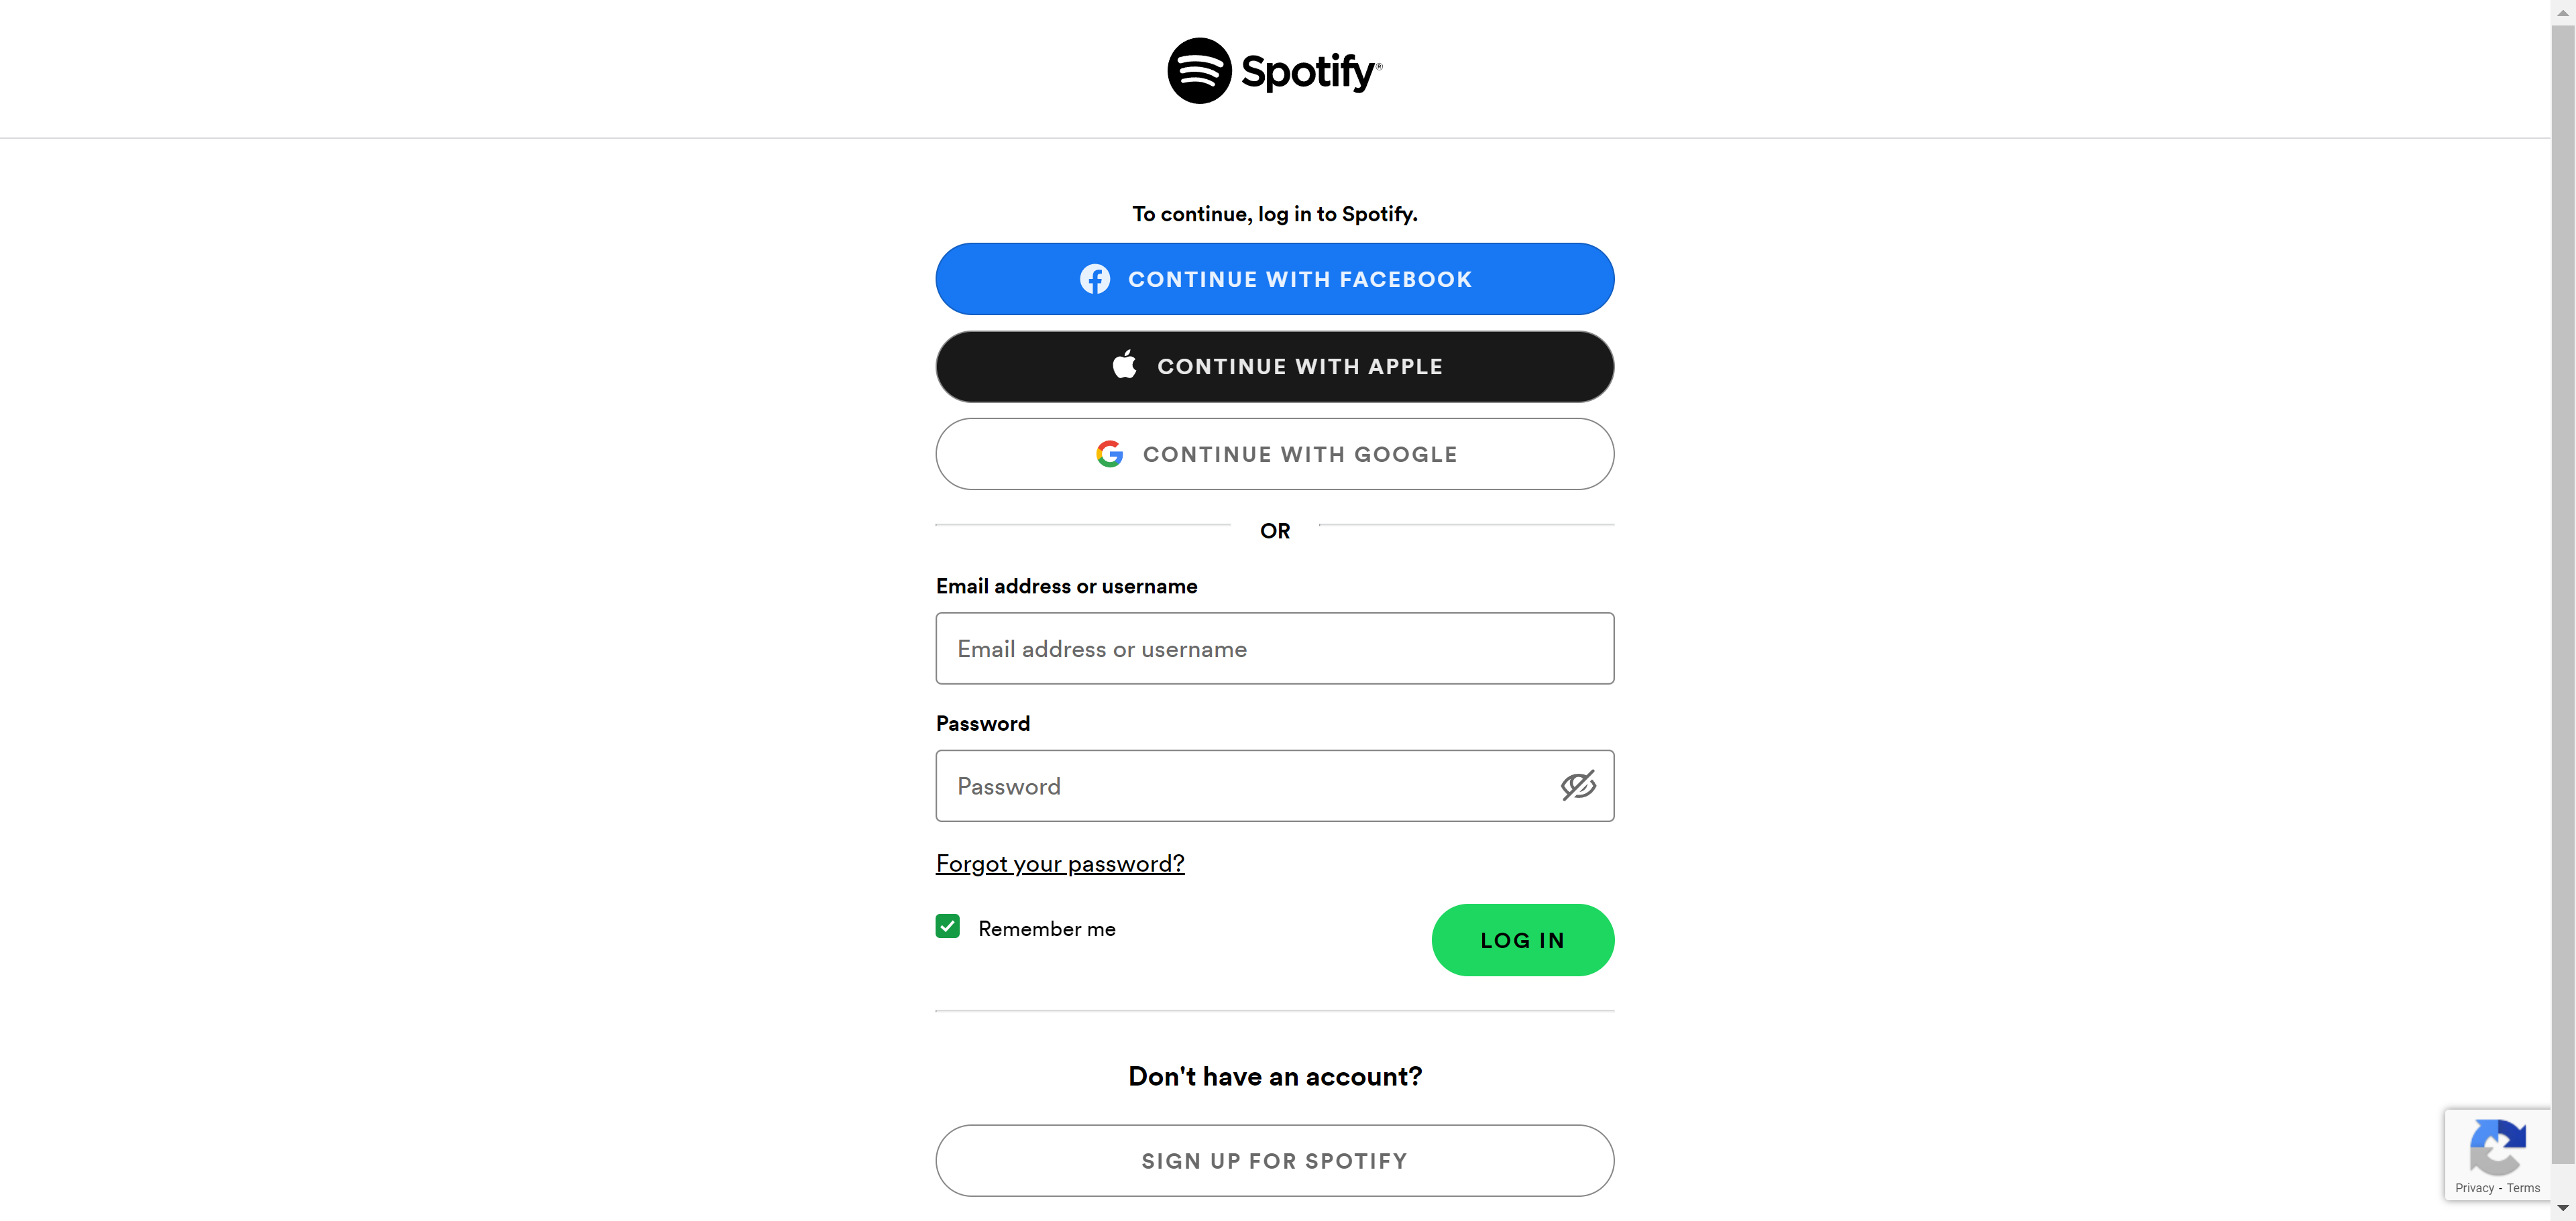 Spotify®
To continue, log in to Spotify.
CONTINUE WITH FACEBOOK
CONTINUE WITH APPLE
CONTINUE WITH GOOGLE
OR
Email address or username
Email address or username
Password
Password
Forgot your password?
Remember me
LOG IN
Don't have an account?
SIGN UP FOR SPOTIFY
Privacy - Terms